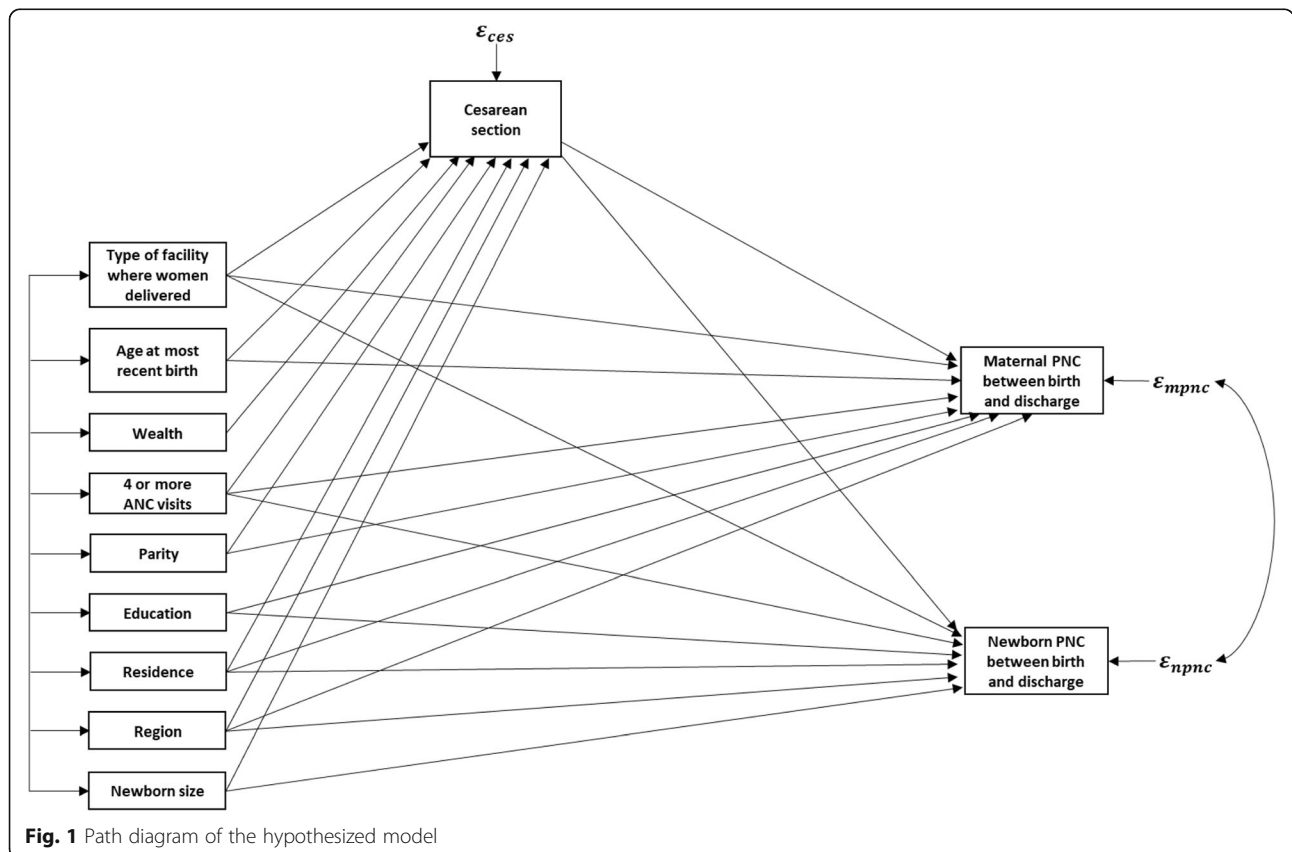 ε_ces
Cesarean
section
Type of facility
where women
delivered
Age at most
recent birth
Wealth
4 or more
ANC visits
Parity
Education
Residence
Region
Newborn size
Maternal PNC
between birth
and discharge
ε_mpnc
Newborn PNC
between birth
and discharge
ε_npnc
Fig. 1 Path diagram of the hypothesized model